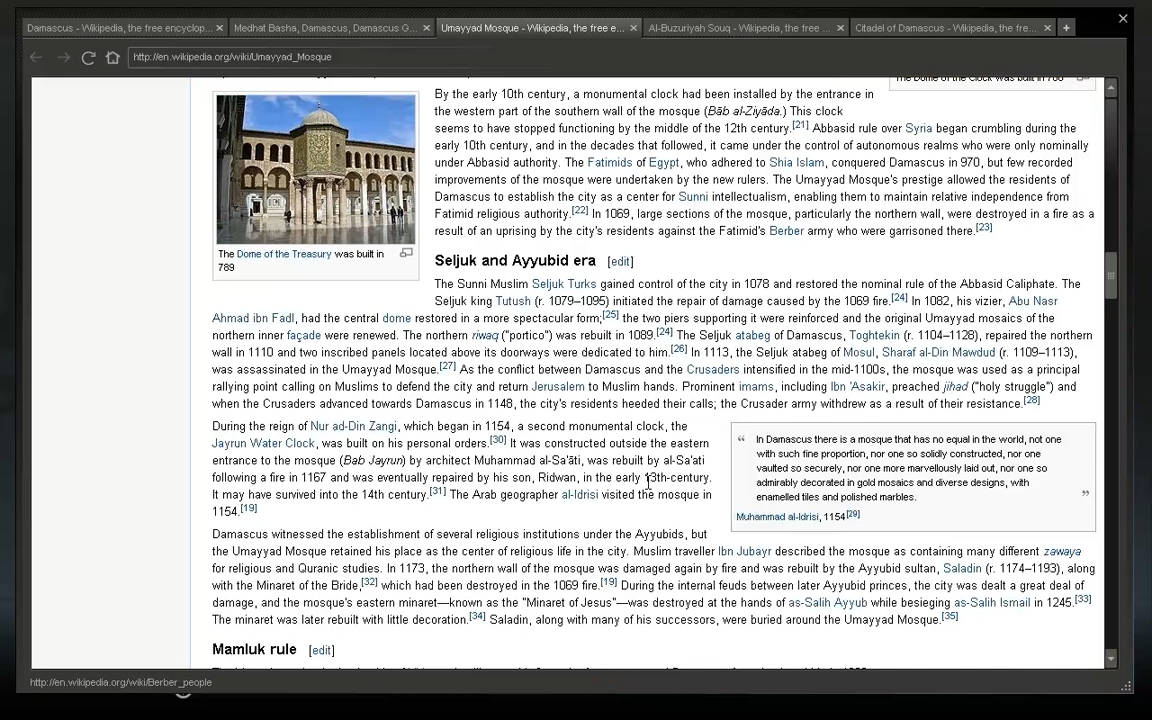 Damascus - Wikipedia, the free encyclop...
Medhat Basha, Damascus, Damascus G...
Umayyad Mosque - Wikipedia, the free e...
Al-Buzuriyah Souq - Wikipedia, the free ...
Citadel of Damascus - Wikipedia, the fre...
http://en.wikipedia.org/wiki/Umayyad_Mosque
The Dome of the Clock was built in 780
By the early 10th century, a monumental clock had been installed by the entrance in
the western part of the southern wall of the mosque (Bāb al-Ziyāda.) This clock
seems to have stopped functioning by the middle of the 12th century.[21] Abbasid rule over Syria began crumbling during the
early 10th century, and in the decades that followed, it came under the control of autonomous realms who were only nominally
under Abbasid authority. The Fatimids of Egypt, who adhered to Shia Islam, conquered Damascus in 970, but few recorded
improvements of the mosque were undertaken by the new rulers. The Umayyad Mosque's prestige allowed the residents of
Damascus to establish the city as a center for Sunni intellectualism, enabling them to maintain relative independence from
Fatimid religious authority.[22] In 1069, large sections of the mosque, particularly the northern wall, were destroyed in a fire as a
result of an uprising by the city's residents against the Fatimid's Berber army who were garrisoned there.[23]
The Dome of the Treasury was built in
789
Seljuk and Ayyubid era [edit]
The Sunni Muslim Seljuk Turks gained control of the city in 1078 and restored the nominal rule of the Abbasid Caliphate. The
Seljuq king Tutush (r. 1079–1095) initiated the repair of damage caused by the 1069 fire.[24] In 1082, his vizier, Abu Nasr
Ahmad ibn Fadl, had the central dome restored in a more spectacular form;[25] the two piers supporting it were reinforced and the original Umayyad mosaics of the
northern inner façade were renewed. The northern riwaq ("portico") was rebuilt in 1089.[24] The Seljuk atabeg of Damascus, Toghtekin (r. 1104–1128), repaired the northern
wall in 1110 and two inscribed panels located above its doorways were dedicated to him.[26] In 1113, the Seljuk atabeg of Mosul, Sharaf al-Din Mawdud (r. 1109–1113),
was assassinated in the Umayyad Mosque.[27] As the conflict between Damascus and the Crusaders intensified in the mid-1100s, the mosque was used as a principal
rallying point calling on Muslims to defend the city and return Jerusalem to Muslim hands. Prominent imams, including Ibn 'Asakir, preached jihad ("holy struggle") and
when the Crusaders advanced towards Damascus in 1148, the city's residents heeded their calls; the Crusader army withdrew as a result of their resistance.[28]
During the reign of Nur ad-Din Zangi, which began in 1154, a second monumental clock, the
Jayrun Water Clock, was built on his personal orders.[30] It was constructed outside the eastern
entrance to the mosque (Bab Jayrun) by architect Muhammad al-Sa'āti, was rebuilt by al-Sa'ati
following a fire in 1167 and was eventually repaired by his son, Ridwan, in the early 13th-century.
It may have survived into the 14th century.[31] The Arab geographer al-Idrisi visited the mosque in
1154.[19]
“ In Damascus there is a mosque that has no equal in the world, not one
with such fine proportion, nor one so solidly constructed, nor one
vaulted so securely, nor one more marvellously laid out, nor one so
admirably decorated in gold mosaics and diverse designs, with
enamelled tiles and polished marbles. ”
Muhammad al-Idrisi, 1154[29]
Damascus witnessed the establishment of several religious institutions under the Ayyubids, but
the Umayyad Mosque retained his place as the center of religious life in the city. Muslim traveller Ibn Jubayr described the mosque as containing many different zawaya
for religious and Quranic studies. In 1173, the northern wall of the mosque was damaged again by fire and was rebuilt by the Ayyubid sultan, Saladin (r. 1174–1193), along
with the Minaret of the Bride,[32] which had been destroyed in the 1069 fire.[19] During the internal feuds between later Ayyubid princes, the city was dealt a great deal of
damage, and the mosque's eastern minaret—known as the "Minaret of Jesus"—was destroyed at the hands of as-Salih Ayyub while besieging as-Salih Ismail in 1245.[33]
The minaret was later rebuilt with little decoration.[34] Saladin, along with many of his successors, were buried around the Umayyad Mosque.[35]
Mamluk rule [edit]
http://en.wikipedia.org/wiki/Berber_people